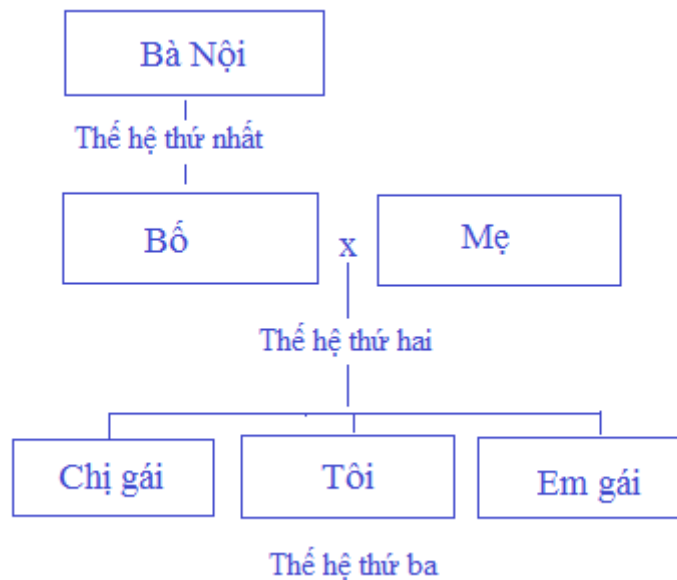 Bà Nội
Thế hệ thứ nhất
Bố
x
Mẹ
Thế hệ thứ hai
Chị gái
Tôi
Em gái
Thế hệ thứ ba